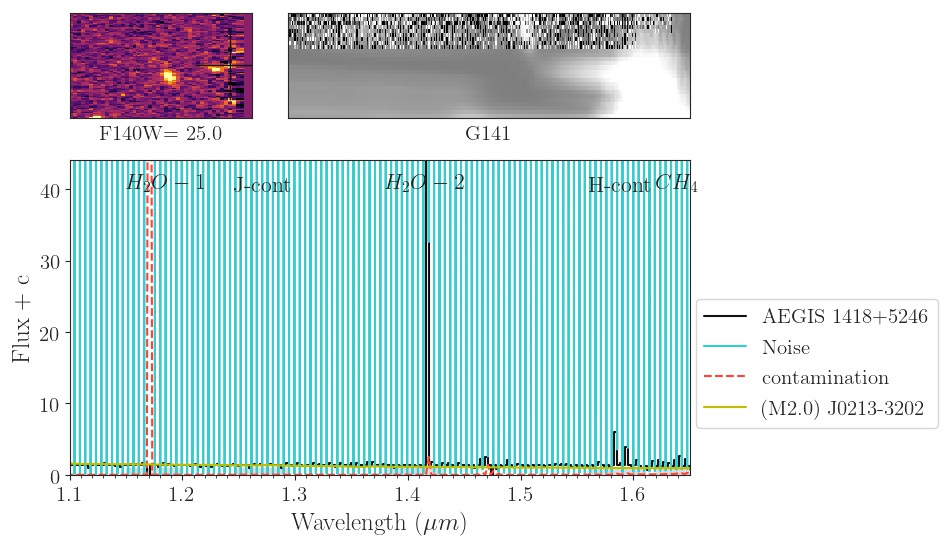 F140W= 25.0
G141
H₂O − 1 J-cont H₂O − 2 H-cont CH₄
40
30
20
10
0
Flux + c
1.1 1.2 1.3 1.4 1.5 1.6
Wavelength (μm)
AEGIS 1418+5246
Noise
contamination
(M2.0) J0213-3202